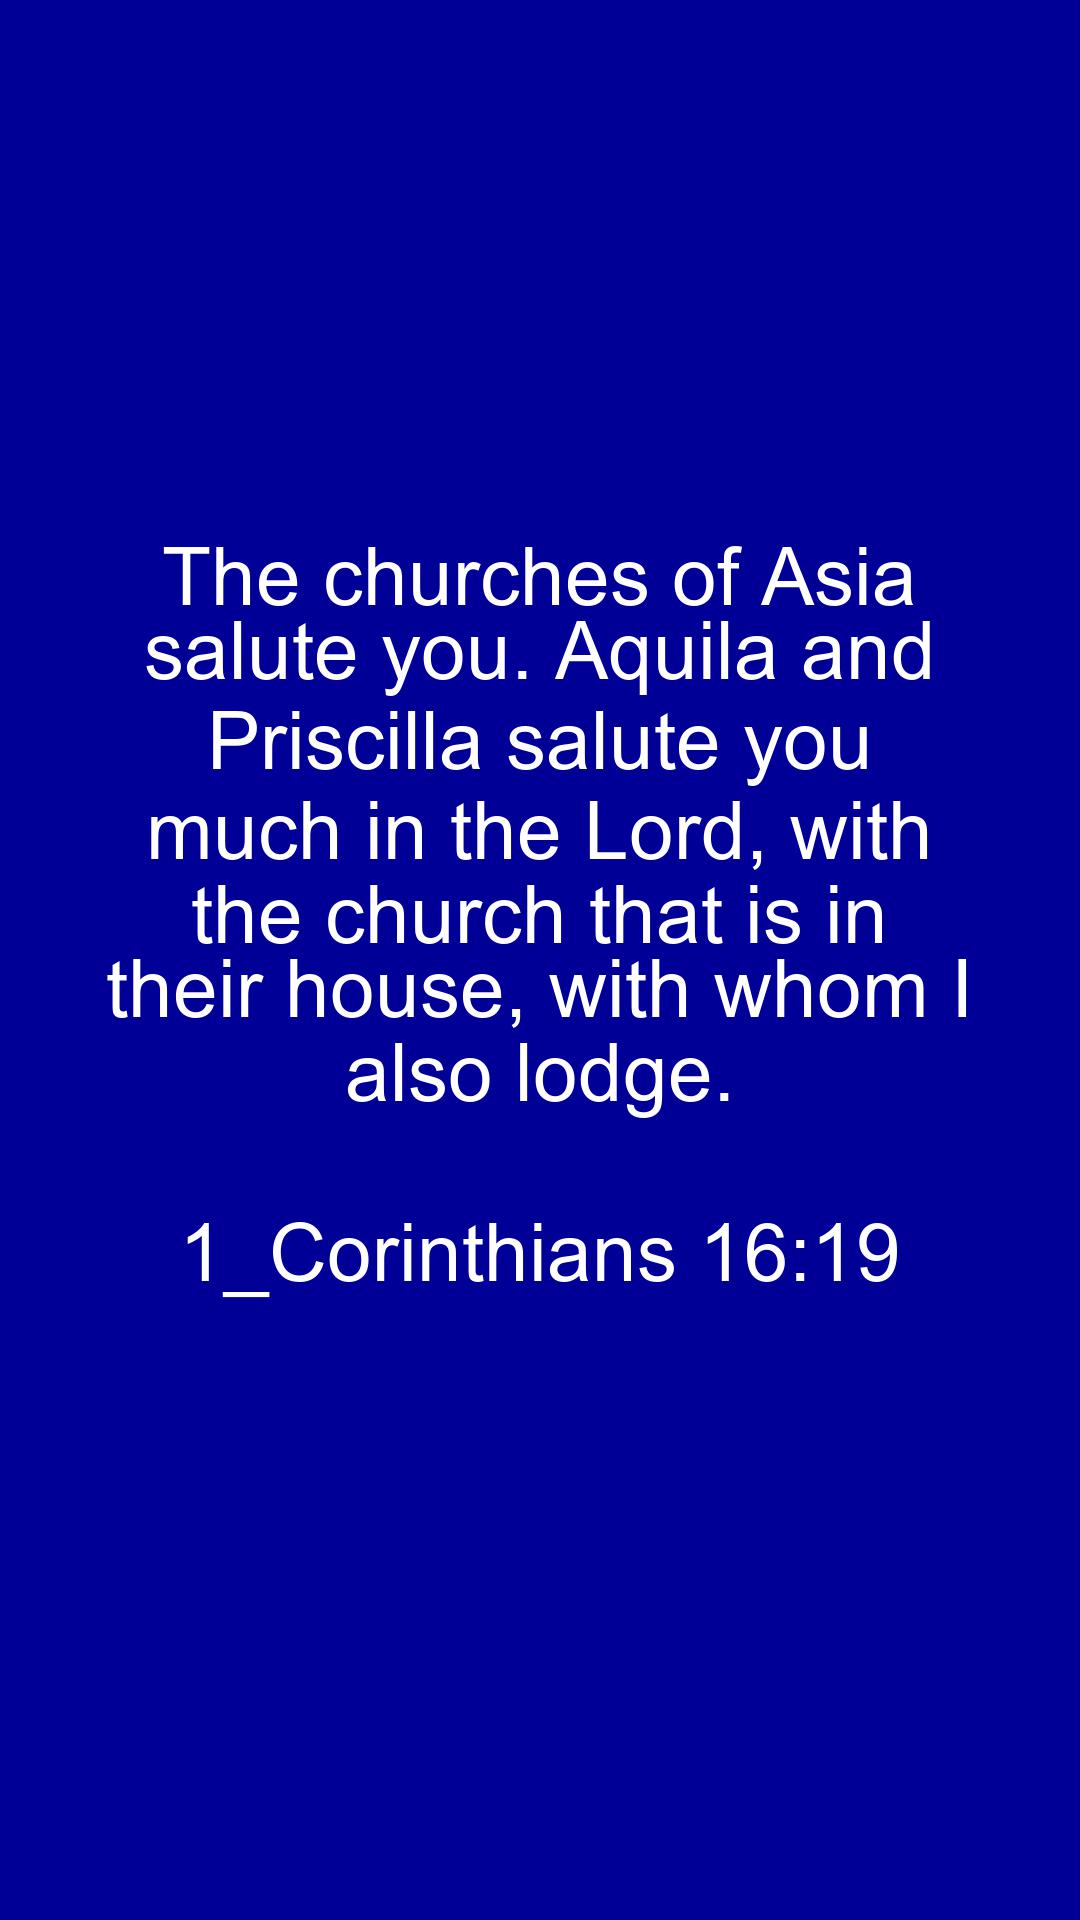 The churches of Asia
salute you. Aquila and
Priscilla salute you
much in the Lord, with
the church that is in
their house, with whom I
also lodge.
1_Corinthians 16:19